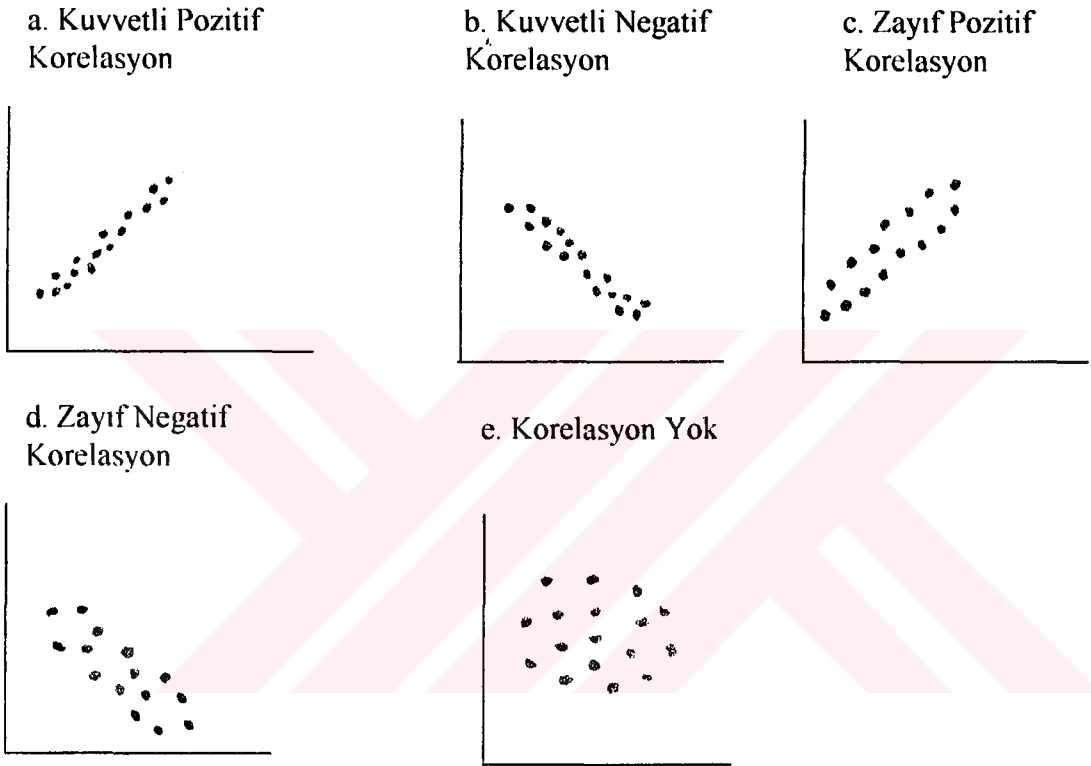 a. Kuvvetli Pozitif
Korelasyon
b. Kuvvetli Negatif
Korelasyon
c. Zayıf Pozitif
Korelasyon
d. Zayıf Negatif
Korelasyon
e. Korelasyon Yok